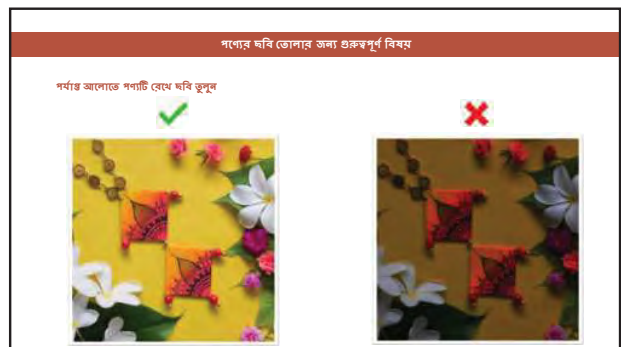 পণ্যের ছবি তোলার জন্য গুরুত্বপূর্ণ বিষয়
পর্যাপ্ত আলোতে পণ্যটি রেখে ছবি তুলুন